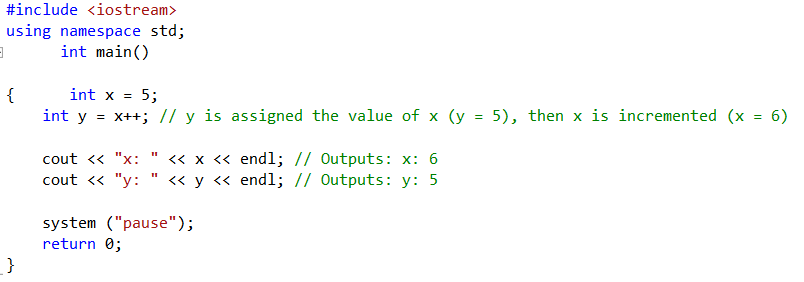 #include <iostream>
using namespace std;
int main()
{ int x = 5;
int y = x++; // y is assigned the value of x (y = 5), then x is incremented (x = 6)
cout << "x: " << x << endl; // Outputs: x: 6
cout << "y: " << y << endl; // Outputs: y: 5
system ("pause");
return 0;
}